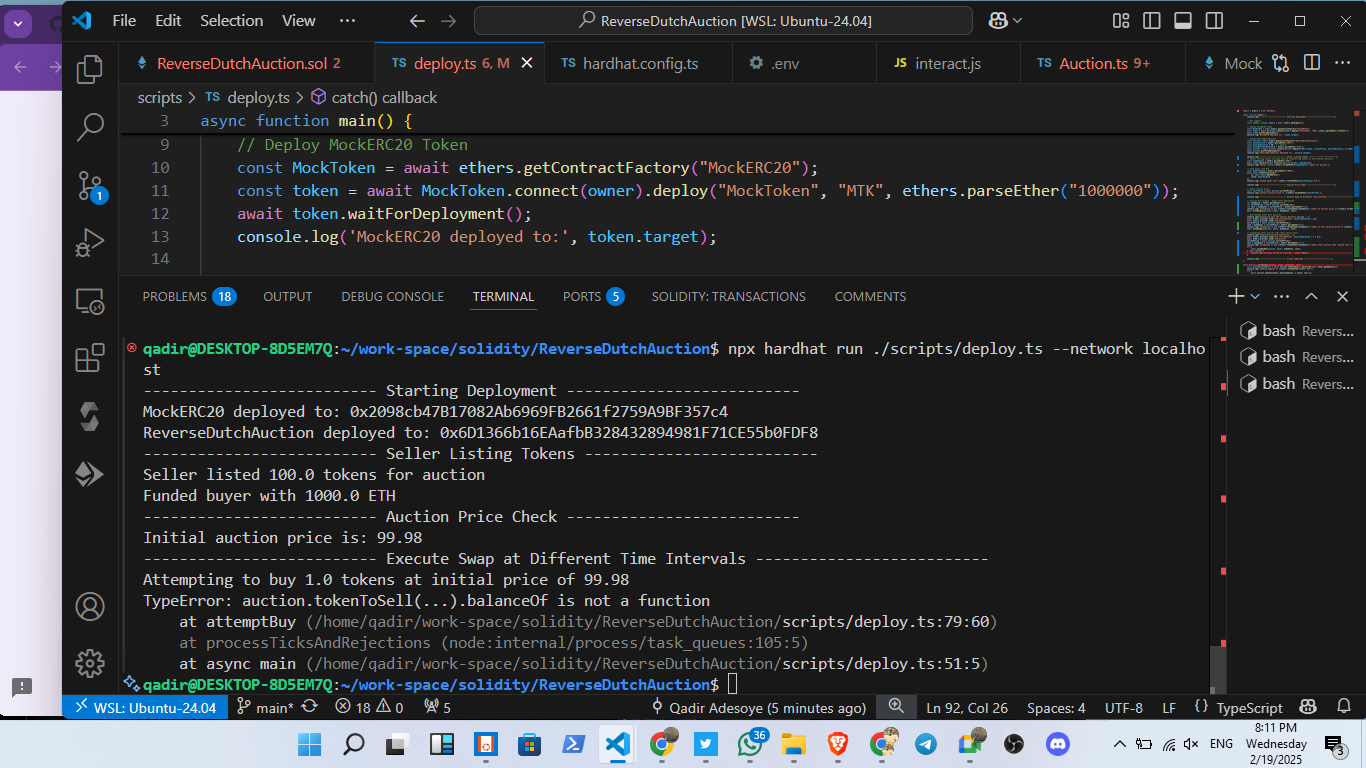 File Edit Selection View ··· ReverseDutchAuction [WSL: Ubuntu-24.04]
ReverseDutchAuction.sol 2 TS deploy.ts 6, M TS hardhat.config.ts .env JS interact.js TS Auction.ts 9+ Mock ···
scripts > TS deploy.ts > catch() callback
3 async function main() {
9 // Deploy MockERC20 Token
10 const MockToken = await ethers.getContractFactory("MockERC20");
11 const token = await MockToken.connect(owner).deploy("MockToken", "MTK", ethers.parseEther("1000000"));
12 await token.waitForDeployment();
13 console.log('MockERC20 deployed to:', token.target);
14
1
PROBLEMS 18 OUTPUT DEBUG CONSOLE TERMINAL PORTS 5 SOLIDITY: TRANSACTIONS COMMENTS
qadir@DESKTOP-8D5EM7Q:~/work-space/solidity/ReverseDutchAuction$ npx hardhat run ./scripts/deploy.ts --network localho
st
-------------------------- Starting Deployment --------------------------
MockERC20 deployed to: 0x2098cb47B17082Ab6969FB2661f2759A9BF357c4
ReverseDutchAuction deployed to: 0x6D1366b16EAafbB328432894981F71CE55b0FDF8
-------------------------- Seller Listing Tokens --------------------------
Seller listed 100.0 tokens for auction
Funded buyer with 1000.0 ETH
-------------------------- Auction Price Check --------------------------
Initial auction price is: 99.98
-------------------------- Execute Swap at Different Time Intervals --------------------------
Attempting to buy 1.0 tokens at initial price of 99.98
TypeError: auction.tokenToSell(...).balanceOf is not a function
at attemptBuy (/home/qadir/work-space/solidity/ReverseDutchAuction/scripts/deploy.ts:79:60)
at processTicksAndRejections (node:internal/process/task_queues:105:5)
at async main (/home/qadir/work-space/solidity/ReverseDutchAuction/scripts/deploy.ts:51:5)
qadir@DESKTOP-8D5EM7Q:~/work-space/solidity/ReverseDutchAuction$
bash Revers...
bash Revers...
bash Revers...
WSL: Ubuntu-24.04 main* 18 0 5 Qadir Adesoye (5 minutes ago) Ln 92, Col 26 Spaces: 4 UTF-8 LF {} TypeScript
36
ENG
8:11 PM
Wednesday
2/19/2025
3